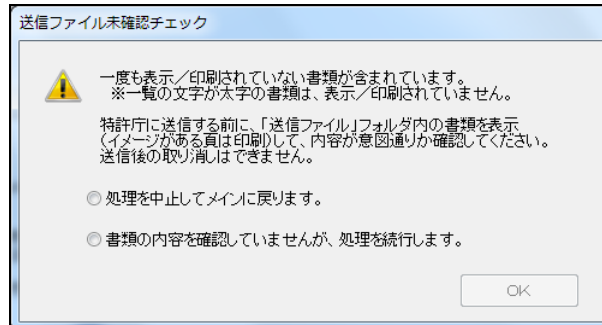 送信ファイル未確認チェック
一度も表示／印刷されていない書類が含まれています。
※一覧の文字が太字の書類は、表示／印刷されていません。
特許庁に送信する前に、「送信ファイル」フォルダ内の書類を表示
(イメージがある頁は印刷)して、内容が意図通りか確認してください。
送信後の取り消しはできません。
処理を中止してメインに戻ります。
書類の内容を確認していませんが、処理を続行します。
OK